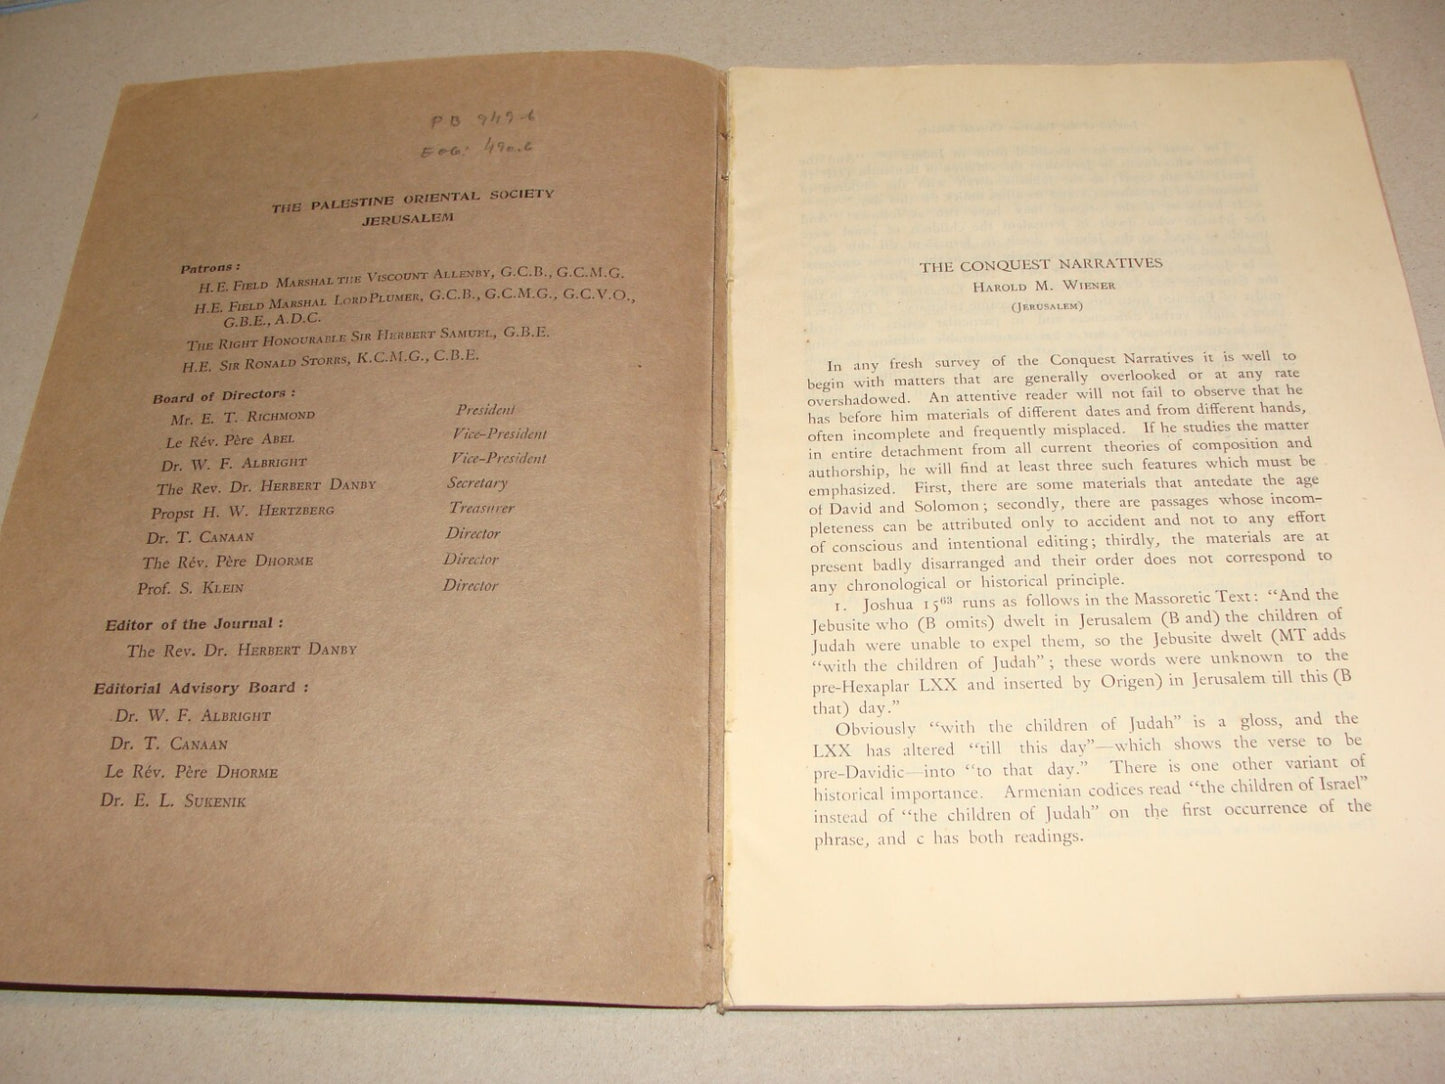 PB 949.6
EOG: 490.6
THE PALESTINE ORIENTAL SOCIETY
JERUSALEM
Patrons :
H.E. Field Marshal the Viscount Allenby, G.C.B., G.C.M.G.
H.E. Field Marshal Lord Plumer, G.C.B., G.C.M.G., G.C.V.O.,
G.B.E., A.D.C.
The Right Honourable Sir Herbert Samuel, G.B.E.
H.E. Sir Ronald Storrs, K.C.M.G., C.B.E.
Board of Directors :
Mr. E. T. Richmond President
Le Rév. Père Abel Vice-President
Dr. W. F. Albright Vice-President
The Rev. Dr. Herbert Danby Secretary
Propst H. W. Hertzberg Treasurer
Dr. T. Canaan Director
The Rév. Père Dhorme Director
Prof. S. Klein Director
Editor of the Journal :
The Rev. Dr. Herbert Danby
Editorial Advisory Board :
Dr. W. F. Albright
Dr. T. Canaan
Le Rév. Père Dhorme
Dr. E. L. Sukenik
THE CONQUEST NARRATIVES
Harold M. Wiener
(Jerusalem)
In any fresh survey of the Conquest Narratives it is well to
begin with matters that are generally overlooked or at any rate
overshadowed. An attentive reader will not fail to observe that he
has before him materials of different dates and from different hands,
often incomplete and frequently misplaced. If he studies the matter
in entire detachment from all current theories of composition and
authorship, he will find at least three such features which must be
emphasized. First, there are some materials that antedate the age
of David and Solomon; secondly, there are passages whose incom-
pleteness can be attributed only to accident and not to any effort
of conscious and intentional editing; thirdly, the materials are at
present badly disarranged and their order does not correspond to
any chronological or historical principle.
1. Joshua 15⁶³ runs as follows in the Massoretic Text: “And the
Jebusite who (B omits) dwelt in Jerusalem (B and) the children of
Judah were unable to expel them, so the Jebusite dwelt (MT adds
“with the children of Judah”; these words were unknown to the
pre-Hexaplar LXX and inserted by Origen) in Jerusalem till this (B
that) day.”
Obviously “with the children of Judah” is a gloss, and the
LXX has altered “till this day”—which shows the verse to be
pre-Davidic—into “to that day.” There is one other variant of
historical importance. Armenian codices read “the children of Israel”
instead of “the children of Judah” on the first occurrence of the
phrase, and c has both readings.